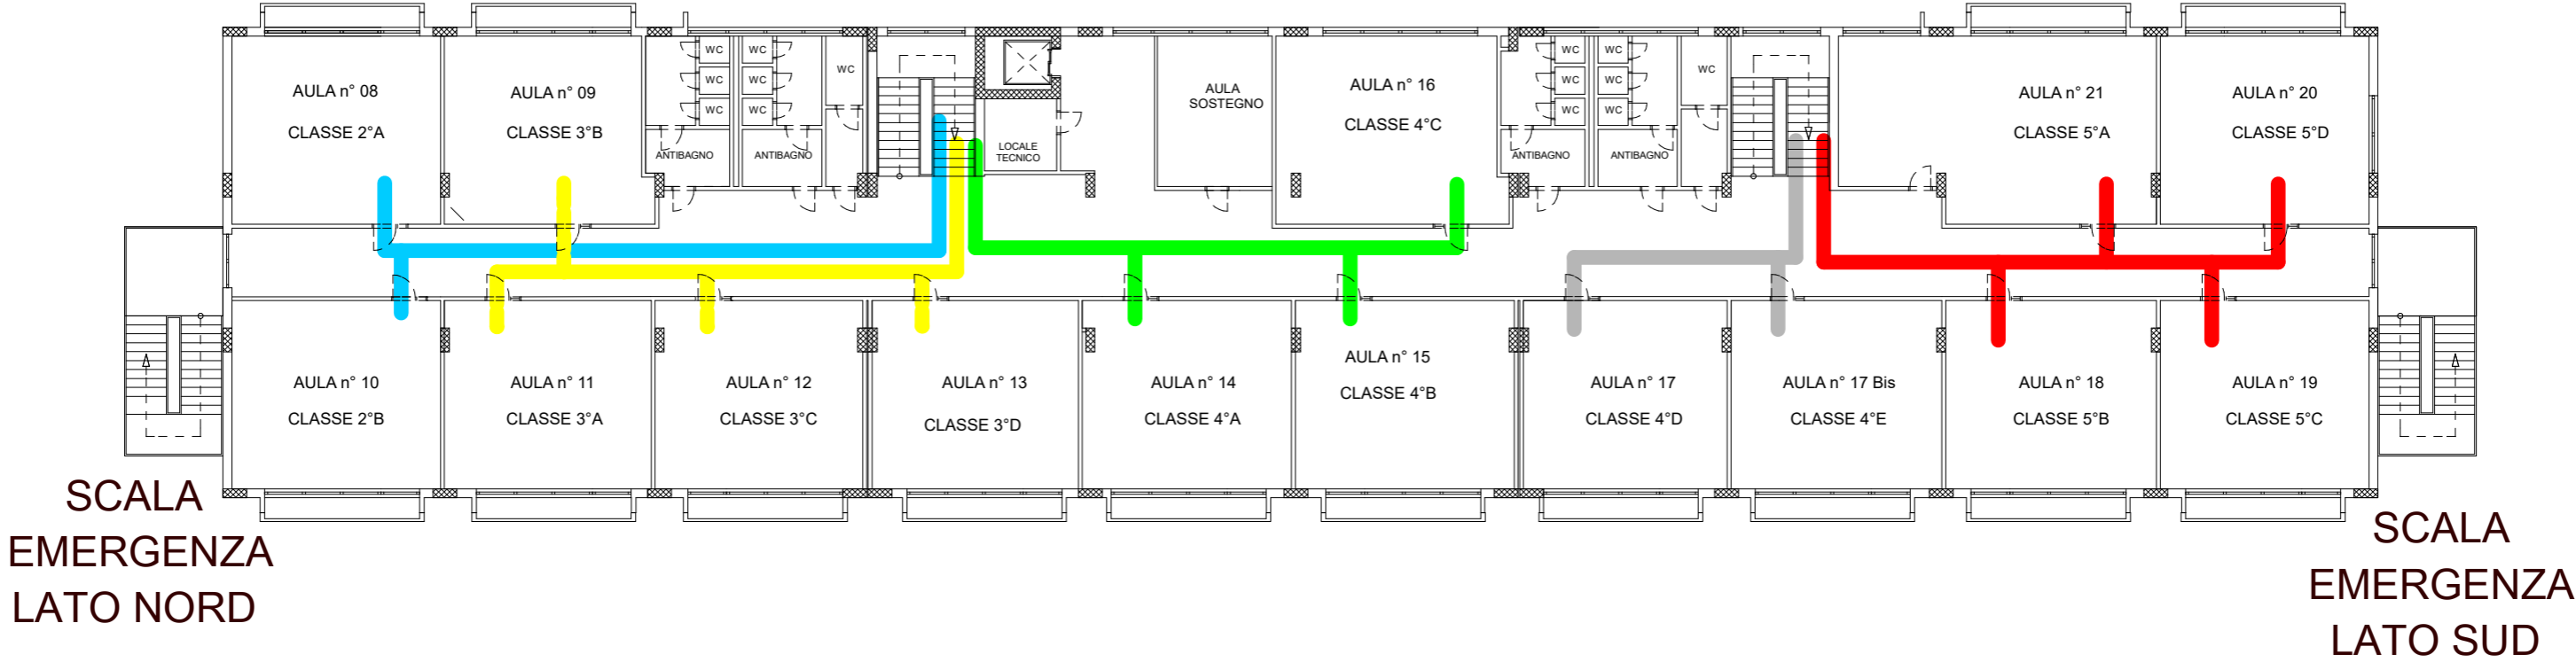 AULA n° 08
CLASSE 2°A
AULA n° 09
CLASSE 3°B
WC
WC
WC
WC
WC
WC
WC
ANTIBAGNO
ANTIBAGNO
LOCALE
TECNICO
AULA
SOSTEGNO
AULA n° 16
CLASSE 4°C
WC
WC
WC
WC
WC
WC
WC
ANTIBAGNO
ANTIBAGNO
AULA n° 21
CLASSE 5°A
AULA n° 20
CLASSE 5°D
AULA n° 10
CLASSE 2°B
AULA n° 11
CLASSE 3°A
AULA n° 12
CLASSE 3°C
AULA n° 13
CLASSE 3°D
AULA n° 14
CLASSE 4°A
AULA n° 15
CLASSE 4°B
AULA n° 17
CLASSE 4°D
AULA n° 17 Bis
CLASSE 4°E
AULA n° 18
CLASSE 5°B
AULA n° 19
CLASSE 5°C
SCALA
EMERGENZA
LATO NORD
SCALA
EMERGENZA
LATO SUD